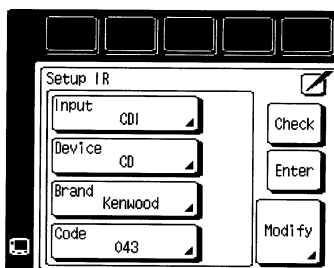 Setup IR
Input
CDI
Device
CD
Brand
Kenwood
Code
043
Check
Enter
Modify